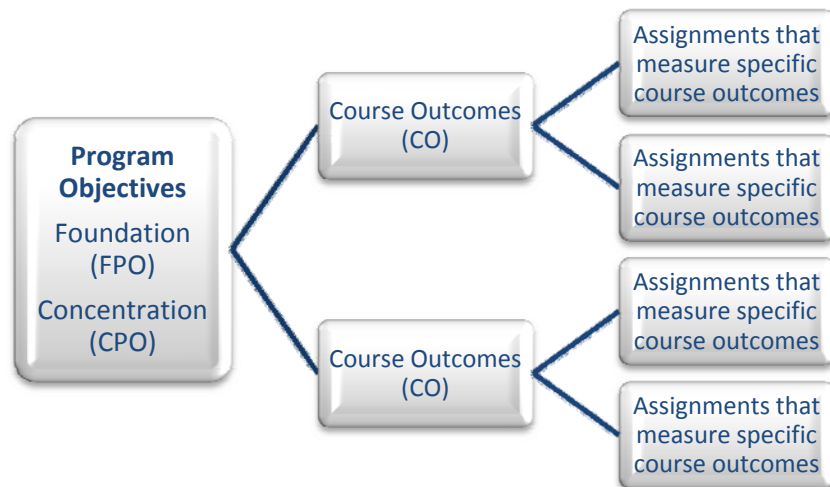 Program
Objectives
Foundation
(FPO)
Concentration
(CPO)
Course Outcomes
(CO)
Assignments that
measure specific
course outcomes
Assignments that
measure specific
course outcomes
Course Outcomes
(CO)
Assignments that
measure specific
course outcomes
Assignments that
measure specific
course outcomes